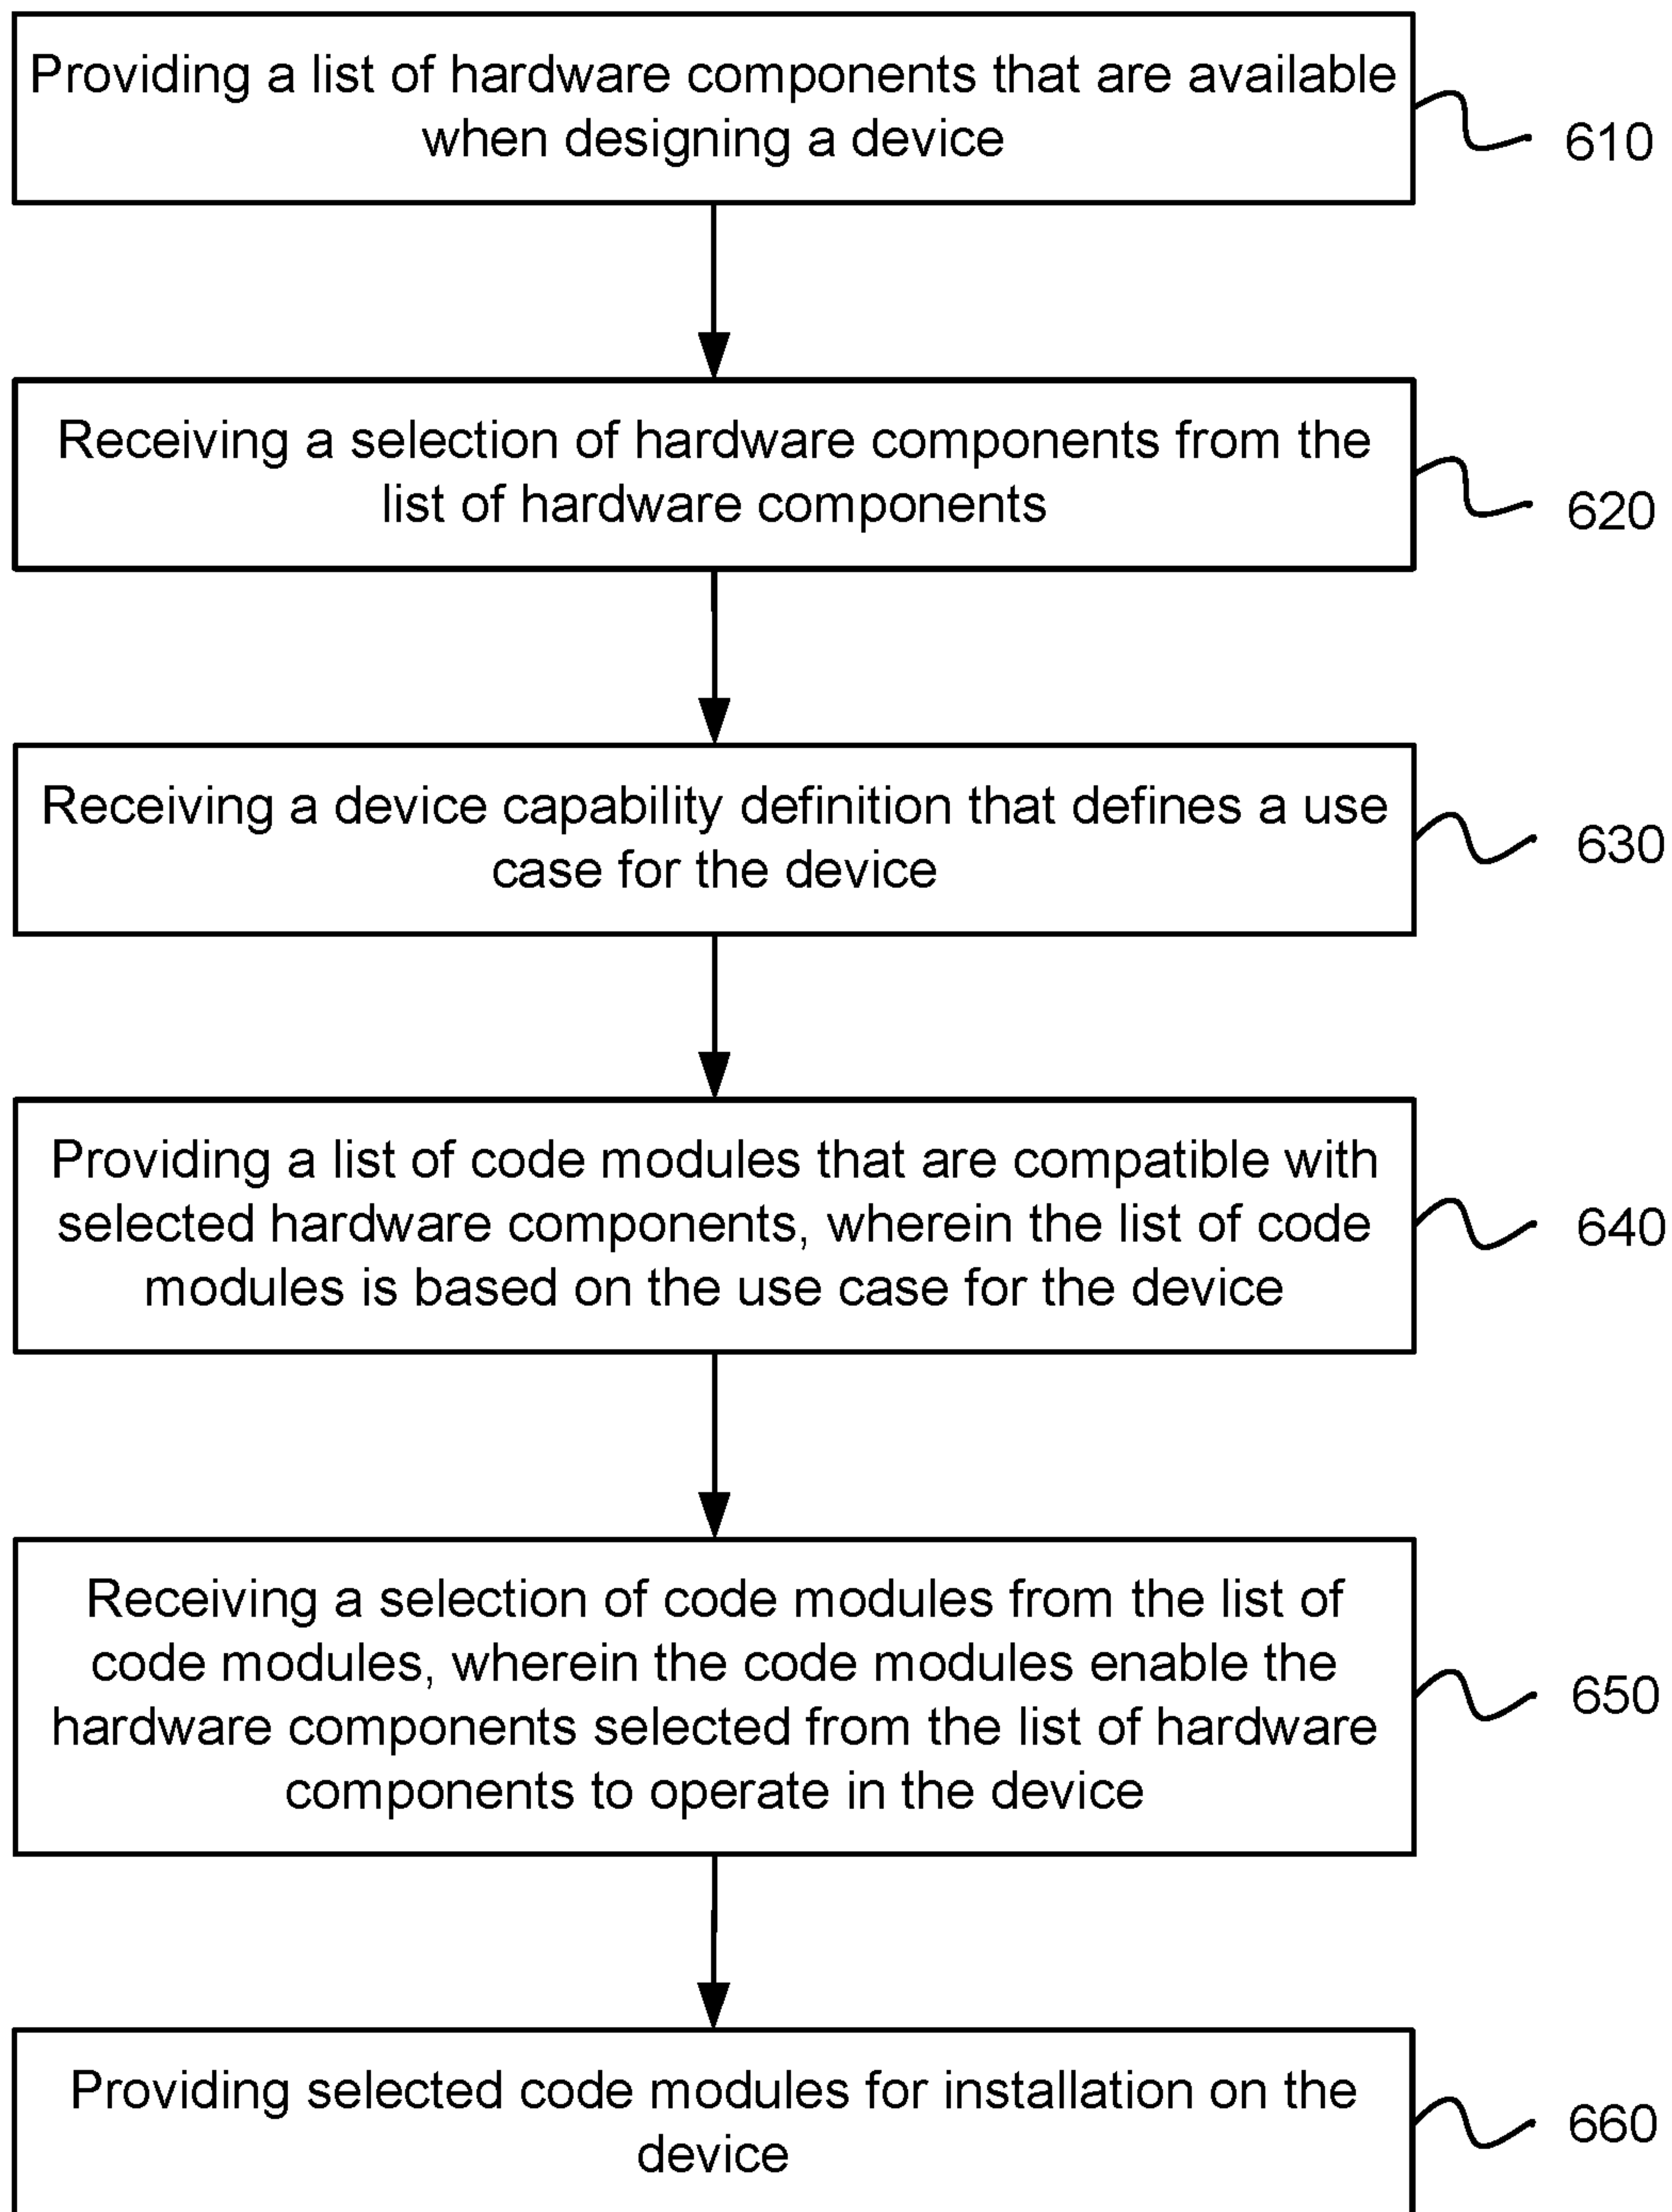 Providing a list of hardware components that are available
when designing a device
610
Receiving a selection of hardware components from the
list of hardware components
620
Receiving a device capability definition that defines a use
case for the device
630
Providing a list of code modules that are compatible with
selected hardware components, wherein the list of code
modules is based on the use case for the device
640
Receiving a selection of code modules from the list of
code modules, wherein the code modules enable the
hardware components selected from the list of hardware
components to operate in the device
650
Providing selected code modules for installation on the
device
660